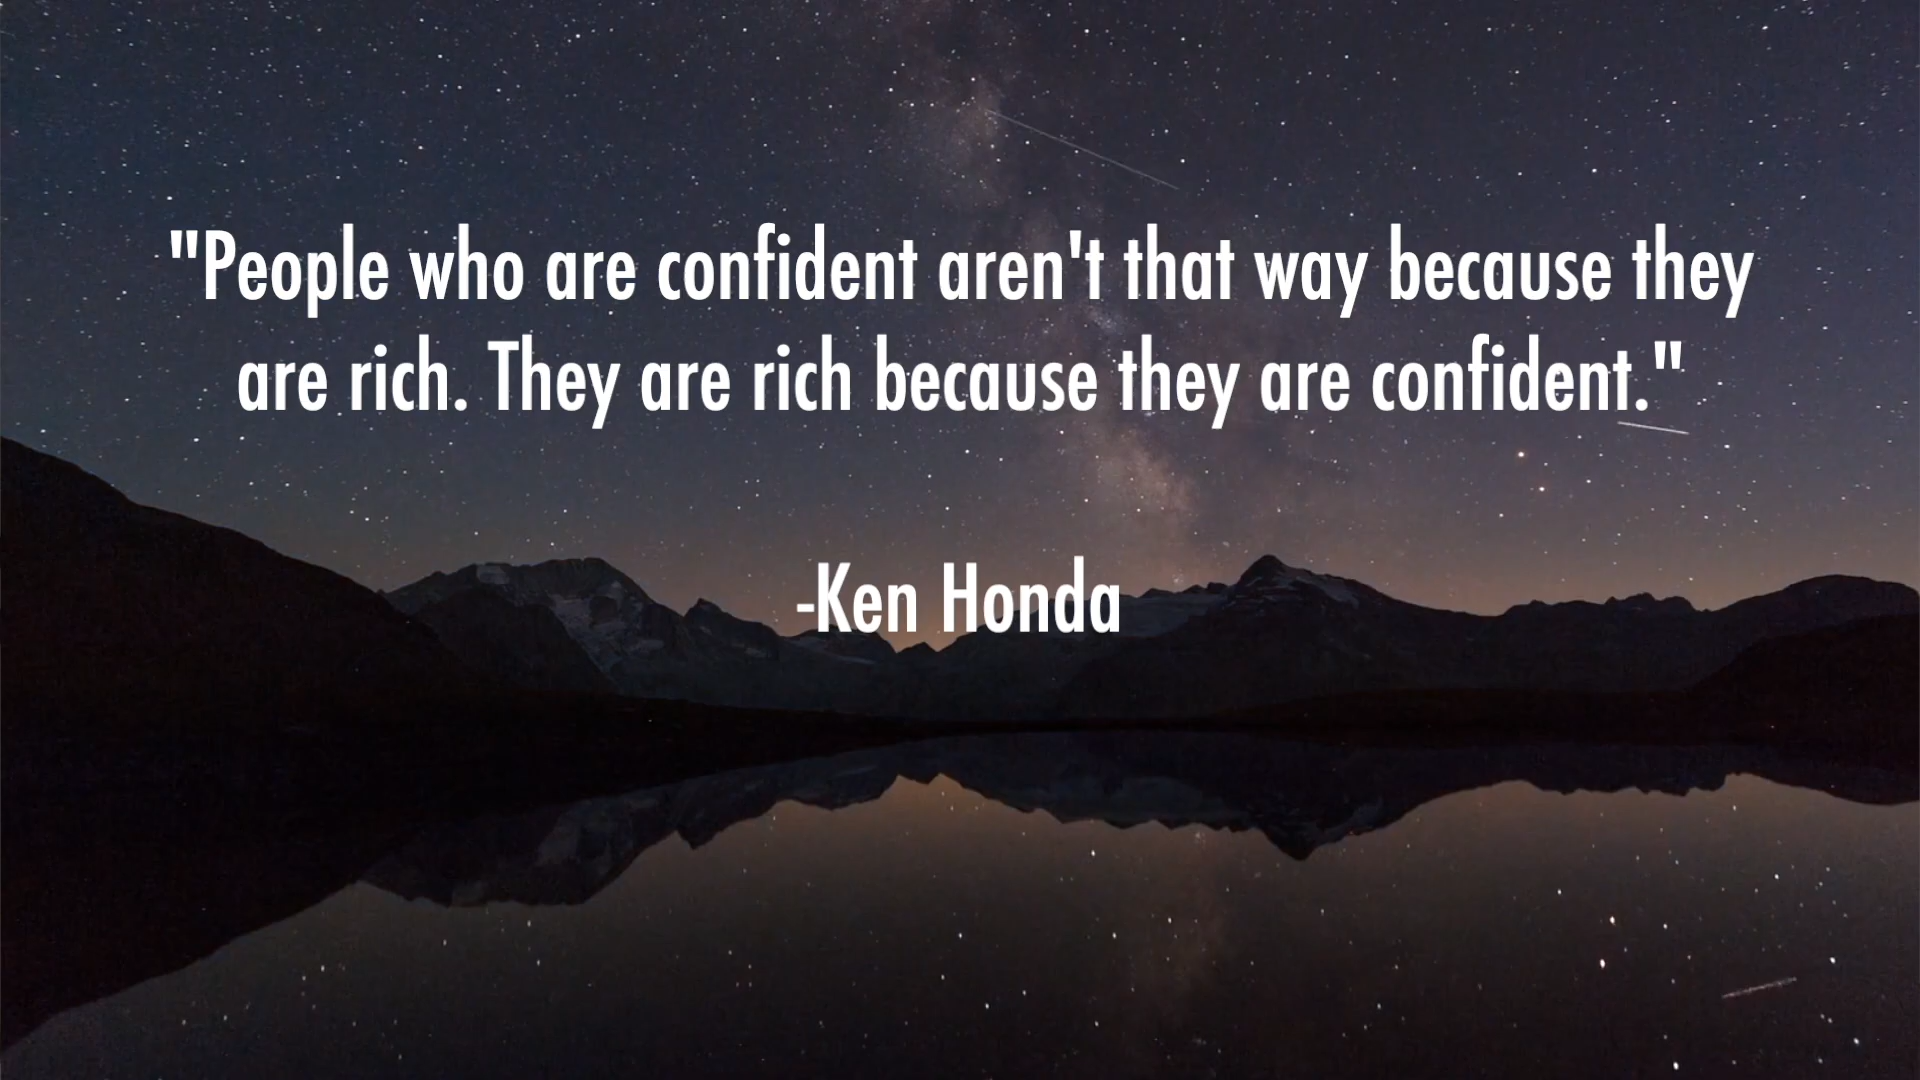 "People who are confident aren't that way because they
are rich. They are rich because they are confident."
-Ken Honda